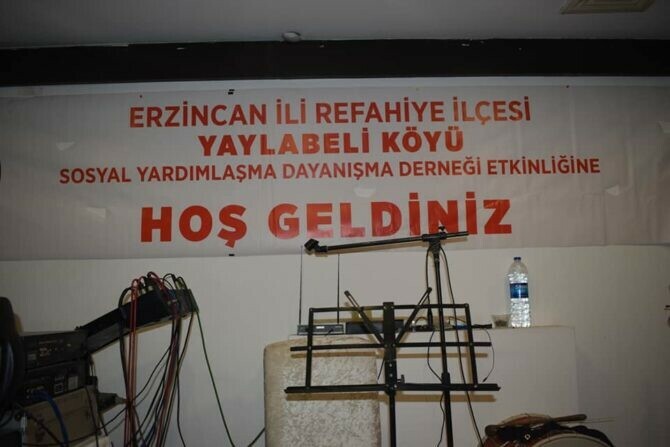 ERZİNCAN İLİ REFAHİYE İLÇESİ
YAYLABELİ KÖYÜ
SOSYAL YARDIMLAŞMA DAYANIŞMA DERNEĞİ ETKİNLİĞİNE
HOŞ GELDİNİZ